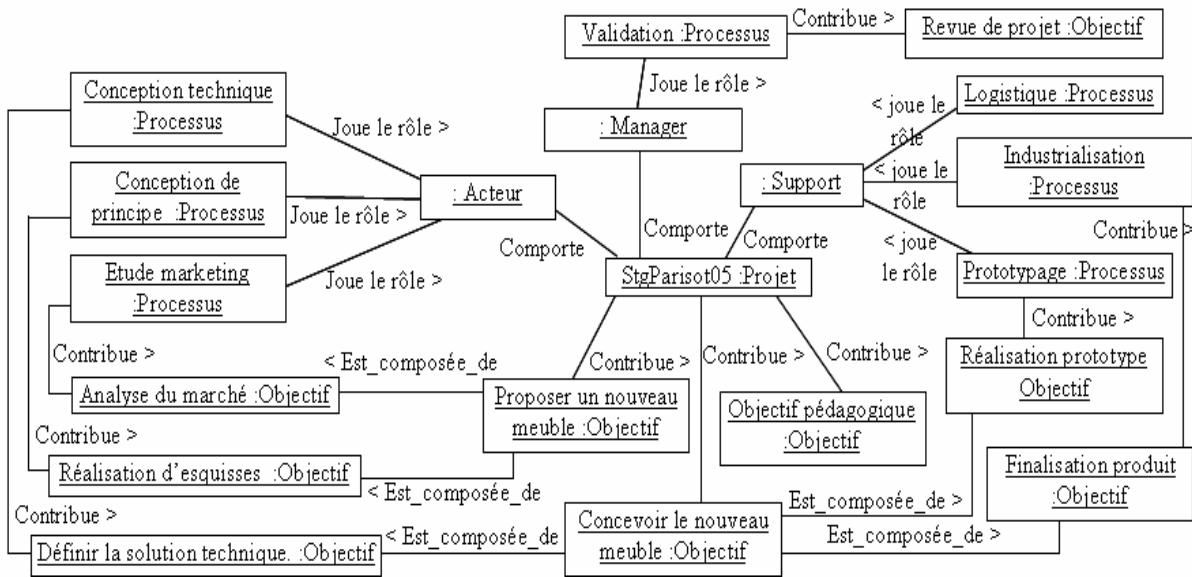 Validation :Processus
Contribue >
Revue de projet :Objectif
Conception technique
:Processus
Joue le rôle >
Logistique :Processus
< joue le
rôle
Joue le rôle >
: Manager
Industrialisation
:Processus
< joue le
rôle
Conception de
principe :Processus
Joue le rôle >
: Acteur
: Support
Contribue >
< joue
le rôle
Comporte
Comporte
Comporte
Etude marketing
:Processus
Joue le rôle >
StgParisot05 :Projet
Prototypage :Processus
Contribue >
Contribue >
< Est_composée_de
Contribue >
Contribue >
Contribue >
Réalisation prototype
Objectif
Analyse du marché :Objectif
Proposer un nouveau
meuble :Objectif
Objectif pédagogique
:Objectif
Contribue >
Réalisation d’esquisses :Objectif
< Est_composée_de
Finalisation produit
:Objectif
Est_composée_de >
Contribue >
< Est_composée_de
Concevoir le nouveau
meuble :Objectif
Est_composée_de >
Définir la solution technique. :Objectif